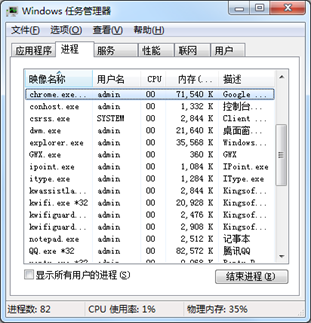 Windows 任务管理器
文件(F) 选项(O) 查看(V) 帮助(H)
应用程序 进程 服务 性能 联网 用户
映像名称 用户名 CPU 内存(... 描述
chrome.exe... admin 00 71,540 K Google ...
conhost.exe admin 00 1,332 K 控制台...
csrss.exe SYSTEM 00 2,844 K Client ...
dwm.exe admin 00 21,640 K 桌面窗...
explorer.exe admin 00 35,568 K Windows...
GWX.exe admin 00 360 K GWX
ipoint.exe admin 00 1,084 K IPoint.exe
itype.exe admin 00 1,284 K IType.exe
kwassistla... admin 00 2,844 K Kingsof...
kwifi.exe *32 admin 00 20,928 K Kingsof...
kwifiguard... admin 00 2,476 K Kingsof...
kwifiguard... admin 00 2,908 K Kingsof...
notepad.exe admin 00 2,512 K 记事本
QQ.exe *32 admin 00 82,572 K 腾讯QQ
显示所有用户的进程(S) 结束进程(E)
进程数: 82 CPU 使用率: 1% 物理内存: 35%